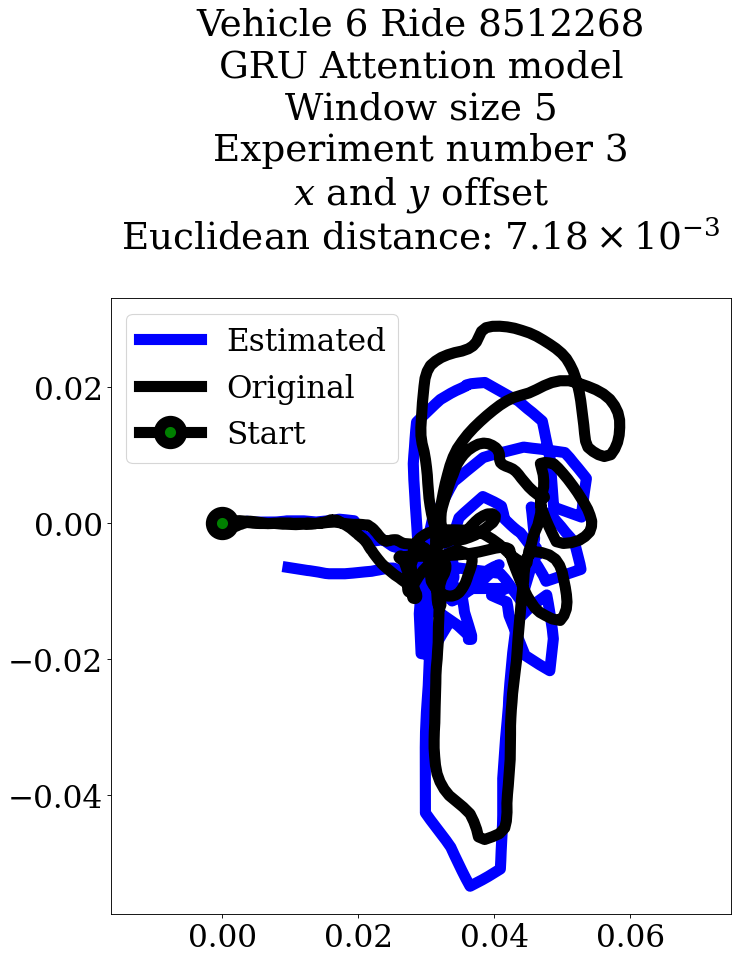 Vehicle 6 Ride 8512268
GRU Attention model
Window size 5
Experiment number 3
x and y offset
Euclidean distance: 7.18 × 10⁻³
Estimated
Original
Start
0.02
0.00
−0.02
−0.04
0.00 0.02 0.04 0.06